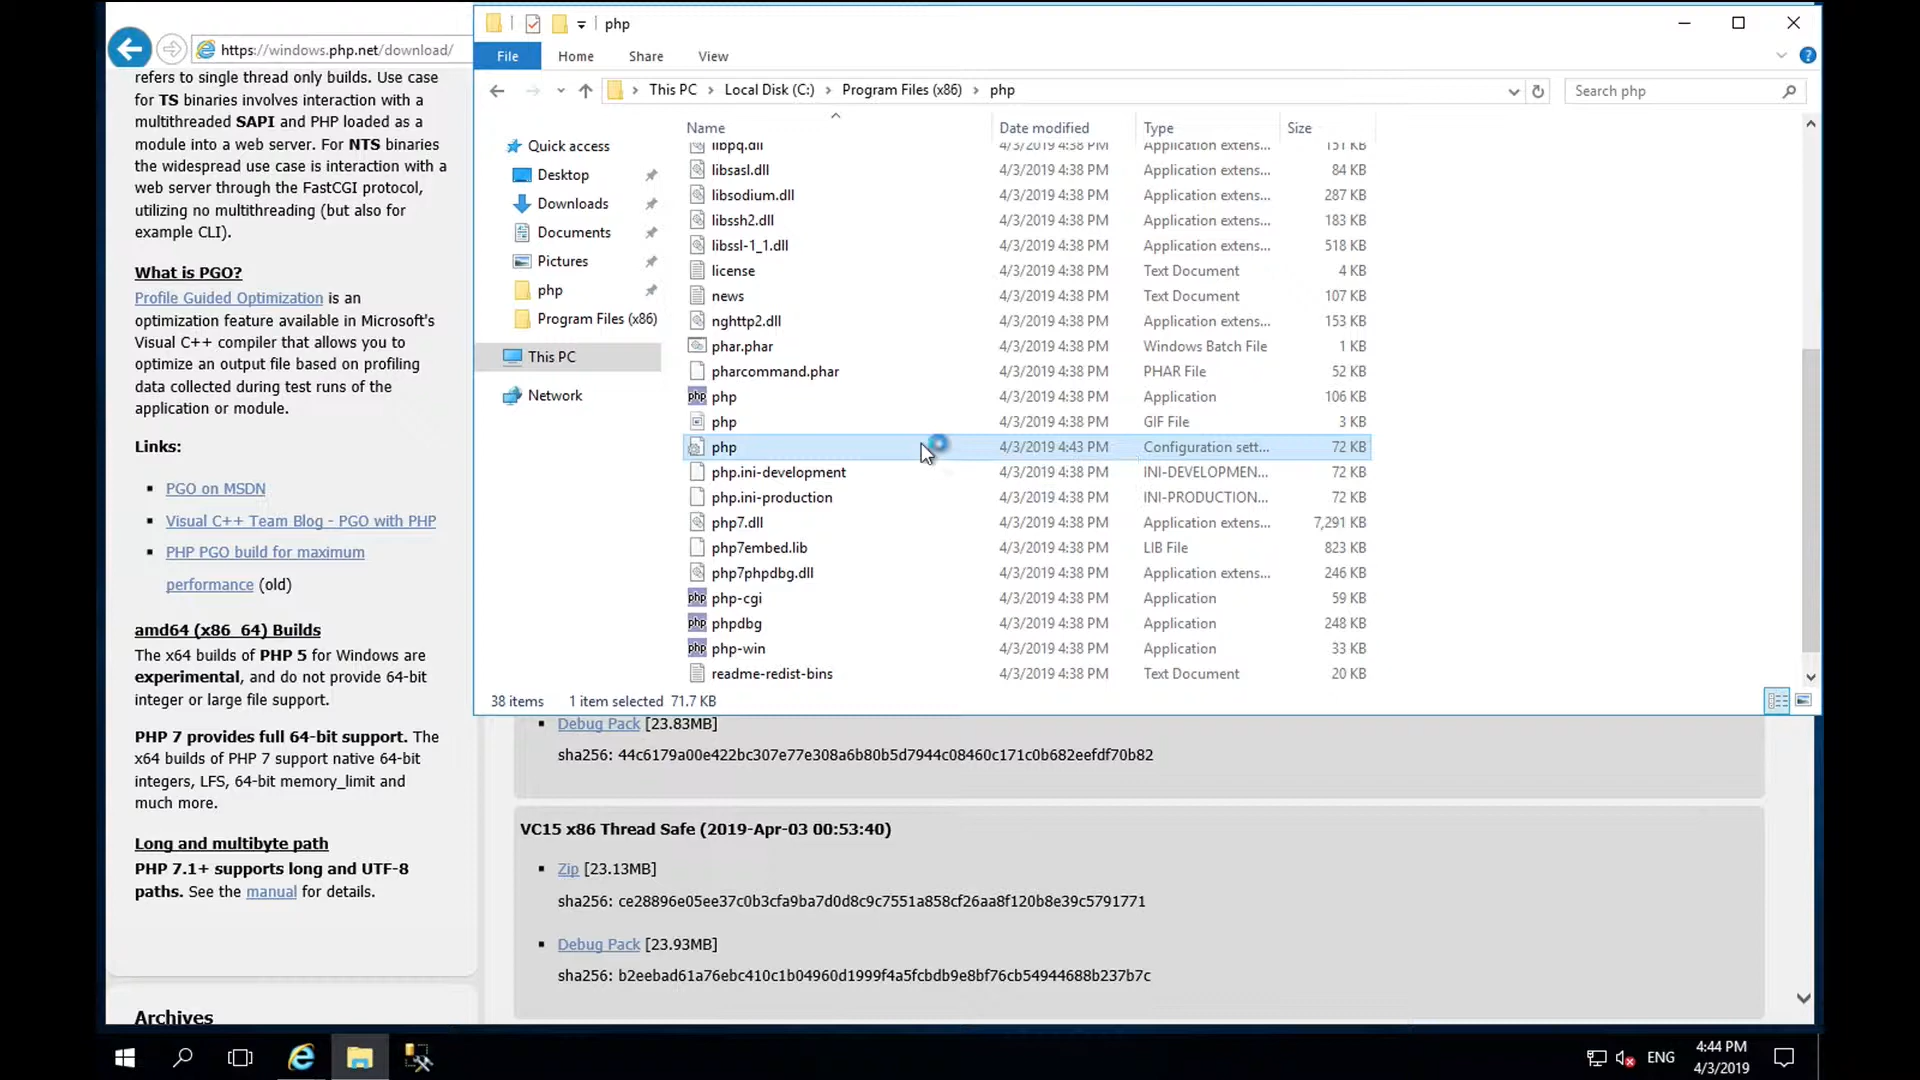 php
File
Home
Share
View
https://windows.php.net/download/
This PC
Local Disk (C:)
Program Files (x86)
php
Search php
refers to single thread only builds. Use case
for TS binaries involves interaction with a
multithreaded SAPI and PHP loaded as a
module into a web server. For NTS binaries
the widespread use case is interaction with a
web server through the FastCGI protocol,
utilizing no multithreading (but also for
example CLI).
What is PGO?
Profile Guided Optimization is an
optimization feature available in Microsoft's
Visual C++ compiler that allows you to
optimize an output file based on profiling
data collected during test runs of the
application or module.
Links:
PGO on MSDN
Visual C++ Team Blog - PGO with PHP
PHP PGO build for maximum
performance (old)
amd64 (x86_64) Builds
The x64 builds of PHP 5 for Windows are
experimental, and do not provide 64-bit
integer or large file support.
PHP 7 provides full 64-bit support. The
x64 builds of PHP 7 support native 64-bit
integers, LFS, 64-bit memory_limit and
much more.
Long and multibyte path
PHP 7.1+ supports long and UTF-8
paths. See the manual for details.
Archives
Quick access
Desktop
Downloads
Documents
Pictures
php
Program Files (x86)
This PC
Network
Name Date modified Type Size
libpq.dll 4/3/2019 4:38 PM Application extens... 151 KB
libsasl.dll 4/3/2019 4:38 PM Application extens... 84 KB
libsodium.dll 4/3/2019 4:38 PM Application extens... 287 KB
libssh2.dll 4/3/2019 4:38 PM Application extens... 183 KB
libssl-1_1.dll 4/3/2019 4:38 PM Application extens... 518 KB
license 4/3/2019 4:38 PM Text Document 4 KB
news 4/3/2019 4:38 PM Text Document 107 KB
nghttp2.dll 4/3/2019 4:38 PM Application extens... 153 KB
phar.phar 4/3/2019 4:38 PM Windows Batch File 1 KB
pharcommand.phar 4/3/2019 4:38 PM PHAR File 52 KB
php php 4/3/2019 4:38 PM Application 106 KB
php 4/3/2019 4:38 PM GIF File 3 KB
php 4/3/2019 4:43 PM Configuration sett... 72 KB
php.ini-development 4/3/2019 4:38 PM INI-DEVELOPMEN... 72 KB
php.ini-production 4/3/2019 4:38 PM INI-PRODUCTION... 72 KB
php7.dll 4/3/2019 4:38 PM Application extens... 7,291 KB
php7embed.lib 4/3/2019 4:38 PM LIB File 823 KB
php7phpdbg.dll 4/3/2019 4:38 PM Application extens... 246 KB
php php-cgi 4/3/2019 4:38 PM Application 59 KB
php phpdbg 4/3/2019 4:38 PM Application 248 KB
php php-win 4/3/2019 4:38 PM Application 33 KB
readme-redist-bins 4/3/2019 4:38 PM Text Document 20 KB
38 items 1 item selected 71.7 KB
Debug Pack [23.83MB]
sha256: 44c6179a00e422bc307e77e308a6b80b5d7944c08460c171c0b682eefdf70b82
VC15 x86 Thread Safe (2019-Apr-03 00:53:40)
Zip [23.13MB]
sha256: ce28896e05ee37c0b3cfa9ba7d0d8c9c7551a858cf26aa8f120b8e39c5791771
Debug Pack [23.93MB]
sha256: b2eebad61a76ebc410c1b04960d1999f4a5fcbdb9e8bf76cb54944688b237b7c
ENG
4:44 PM
4/3/2019